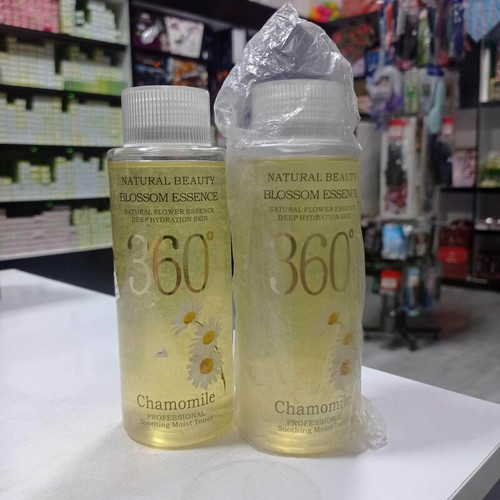 NATURAL BEAUTY
BLOSSOM ESSENCE
NATURAL FLOWER ESSENCE
DEEP HYDRATION SKIN
360°
Chamomile
PROFESSIONAL
Soothing Moist Toner
NATURAL BEAUTY
BLOSSOM ESSENCE
NATURAL FLOWER ESSENCE
DEEP HYDRATION SKIN
360°
Chamomile
PROFESSIONAL
Soothing Moist